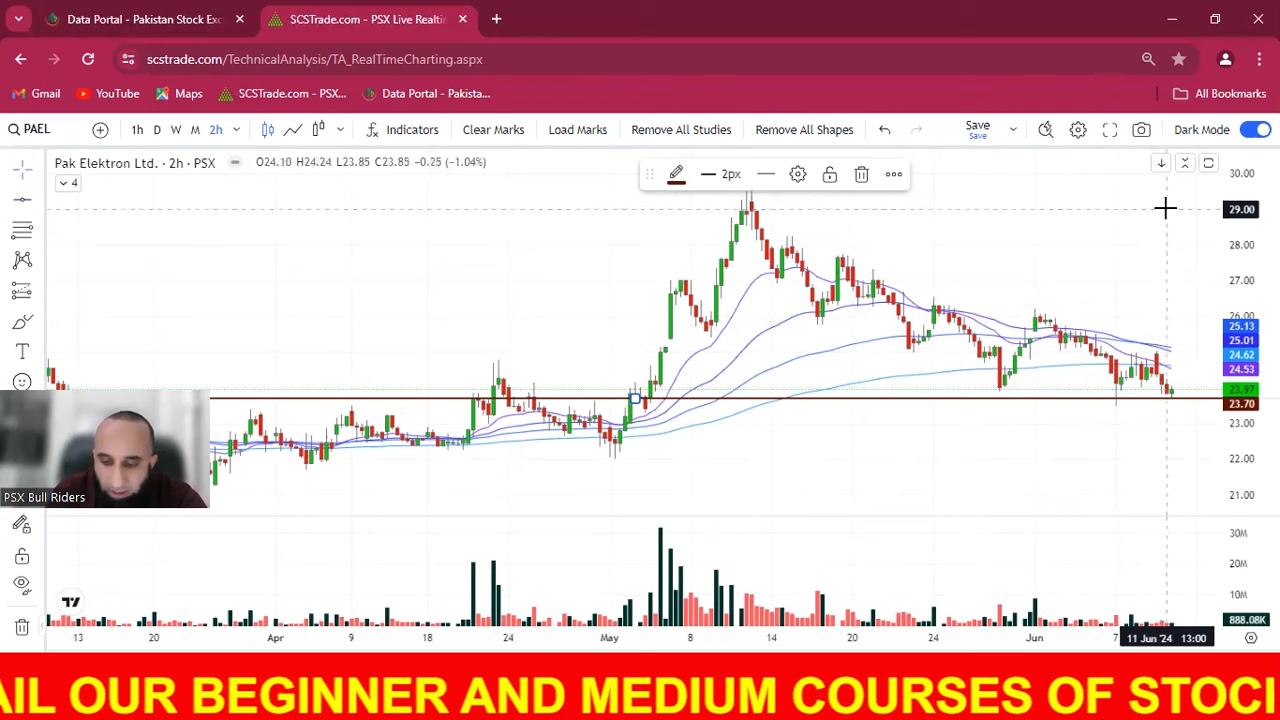 Data Portal - Pakistan Stock Exc
SCSTrade.com - PSX Live Realti
scstrade.com/TechnicalAnalysis/TA_RealTimeCharting.aspx
Gmail YouTube Maps SCSTrade.com - PSX... Data Portal - Pakista... All Bookmarks
PAEL 1h D W M 2h Indicators Clear Marks Load Marks Remove All Studies Remove All Shapes Save Dark Mode
Save
Pak Elektron Ltd. · 2h · PSX O24.10 H24.24 L23.85 C23.85 −0.25 (−1.04%)
4
2px
30.00
29.00
28.00
27.00
26.00
25.13
25.01
24.62
24.53
23.97
23.70
23.00
22.00
21.00
PSX Bull Riders
30M
20M
10M
888.08K
13 20 Apr 9 18 24 May 8 14 20 24 Jun 7 11 Jun '24 13:00
AIL OUR BEGINNER AND MEDIUM COURSES OF STOCI